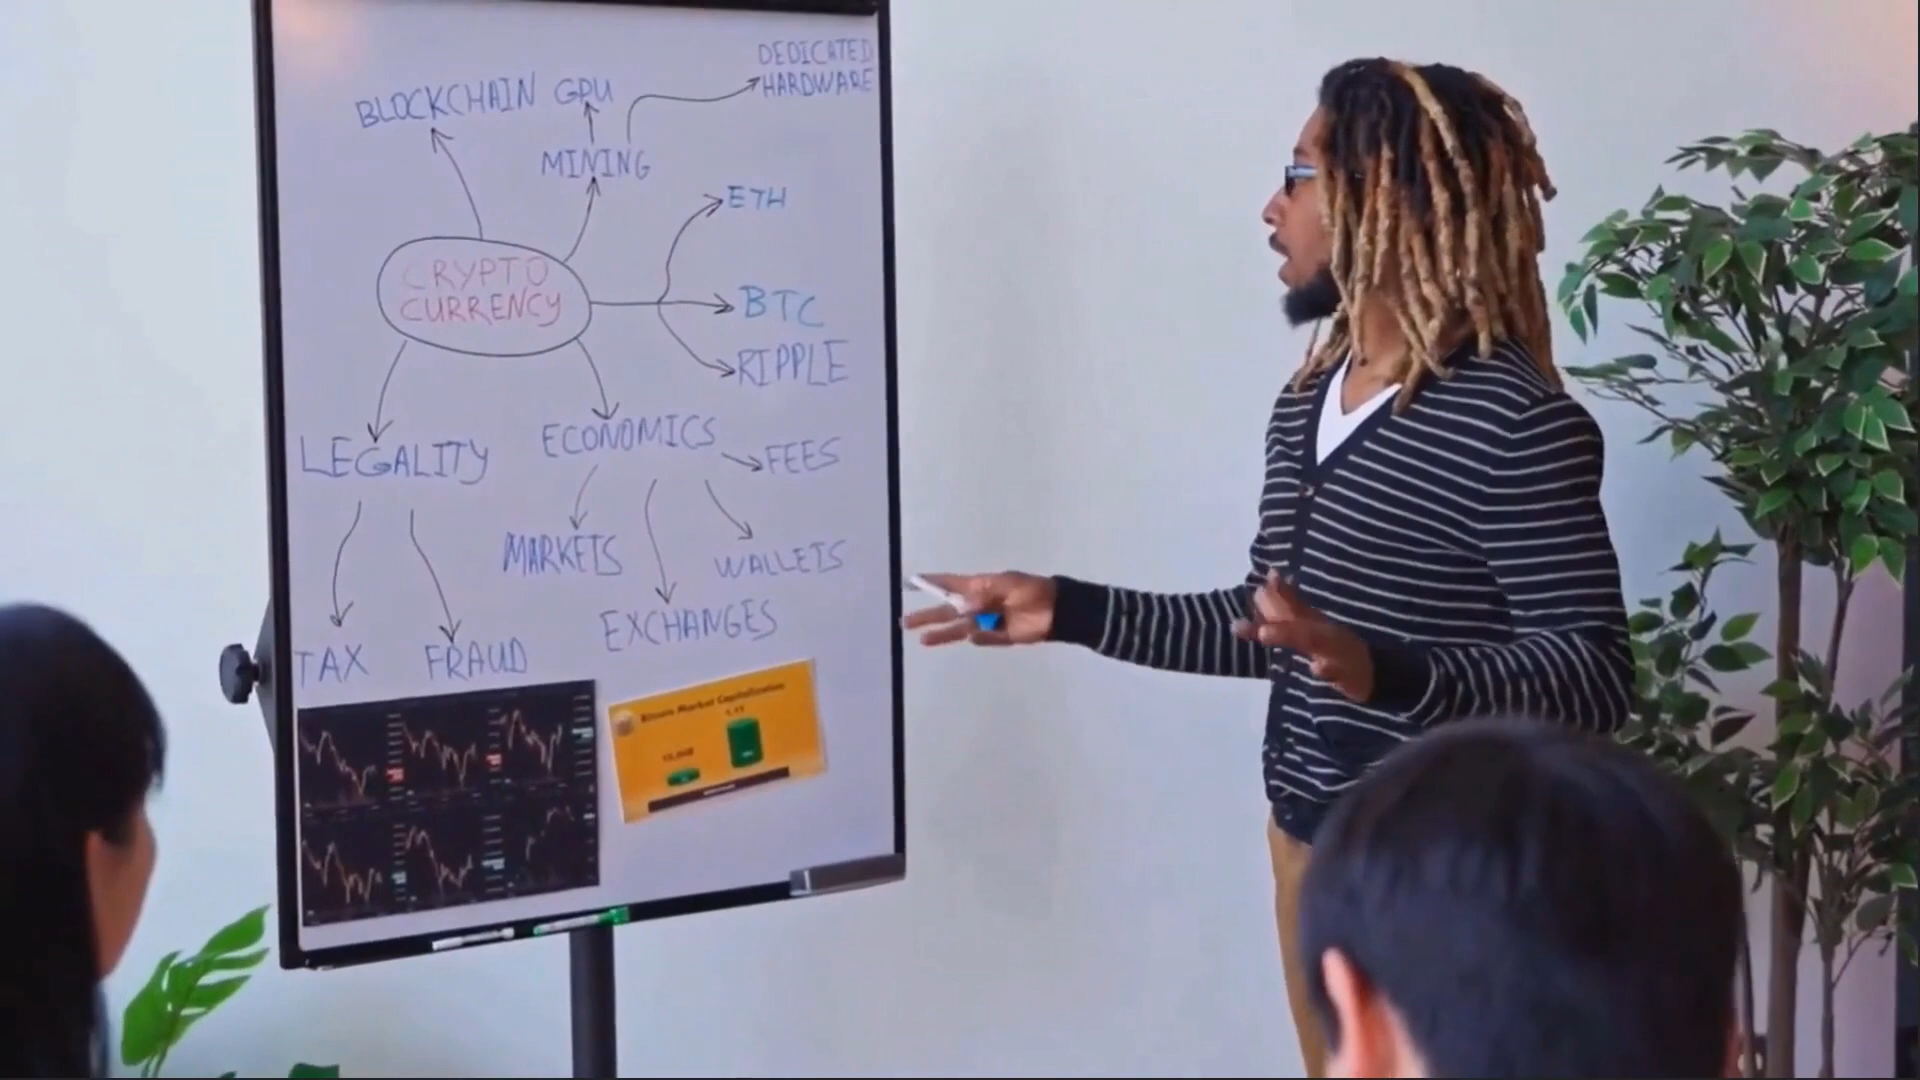 DEDICATED
HARDWARE
BLOCKCHAIN
GPU
MINING
ETH
CRYPTO
CURRENCY
BTC
RIPPLE
LEGALITY
ECONOMICS
FEES
MARKETS
WALLETS
EXCHANGES
TAX
FRAUD
Bitcoin Market Capitalization